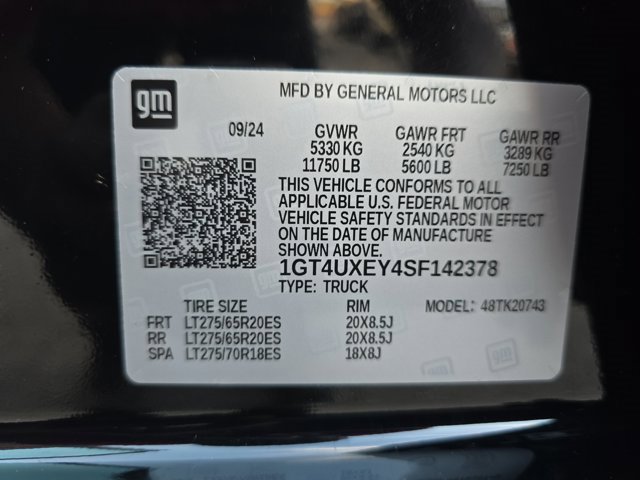 gm
MFD BY GENERAL MOTORS LLC
09/24 GVWR GAWR FRT GAWR RR
5330 KG 2540 KG 3289 KG
11750 LB 5600 LB 7250 LB
THIS VEHICLE CONFORMS TO ALL
APPLICABLE U.S. FEDERAL MOTOR
VEHICLE SAFETY STANDARDS IN EFFECT
ON THE DATE OF MANUFACTURE
SHOWN ABOVE.
1GT4UXEY4SF142378
TYPE: TRUCK
TIRE SIZE RIM MODEL: 48TK20743
FRT LT275/65R20ES 20X8.5J
RR LT275/65R20ES 20X8.5J
SPA LT275/70R18ES 18X8J
gm